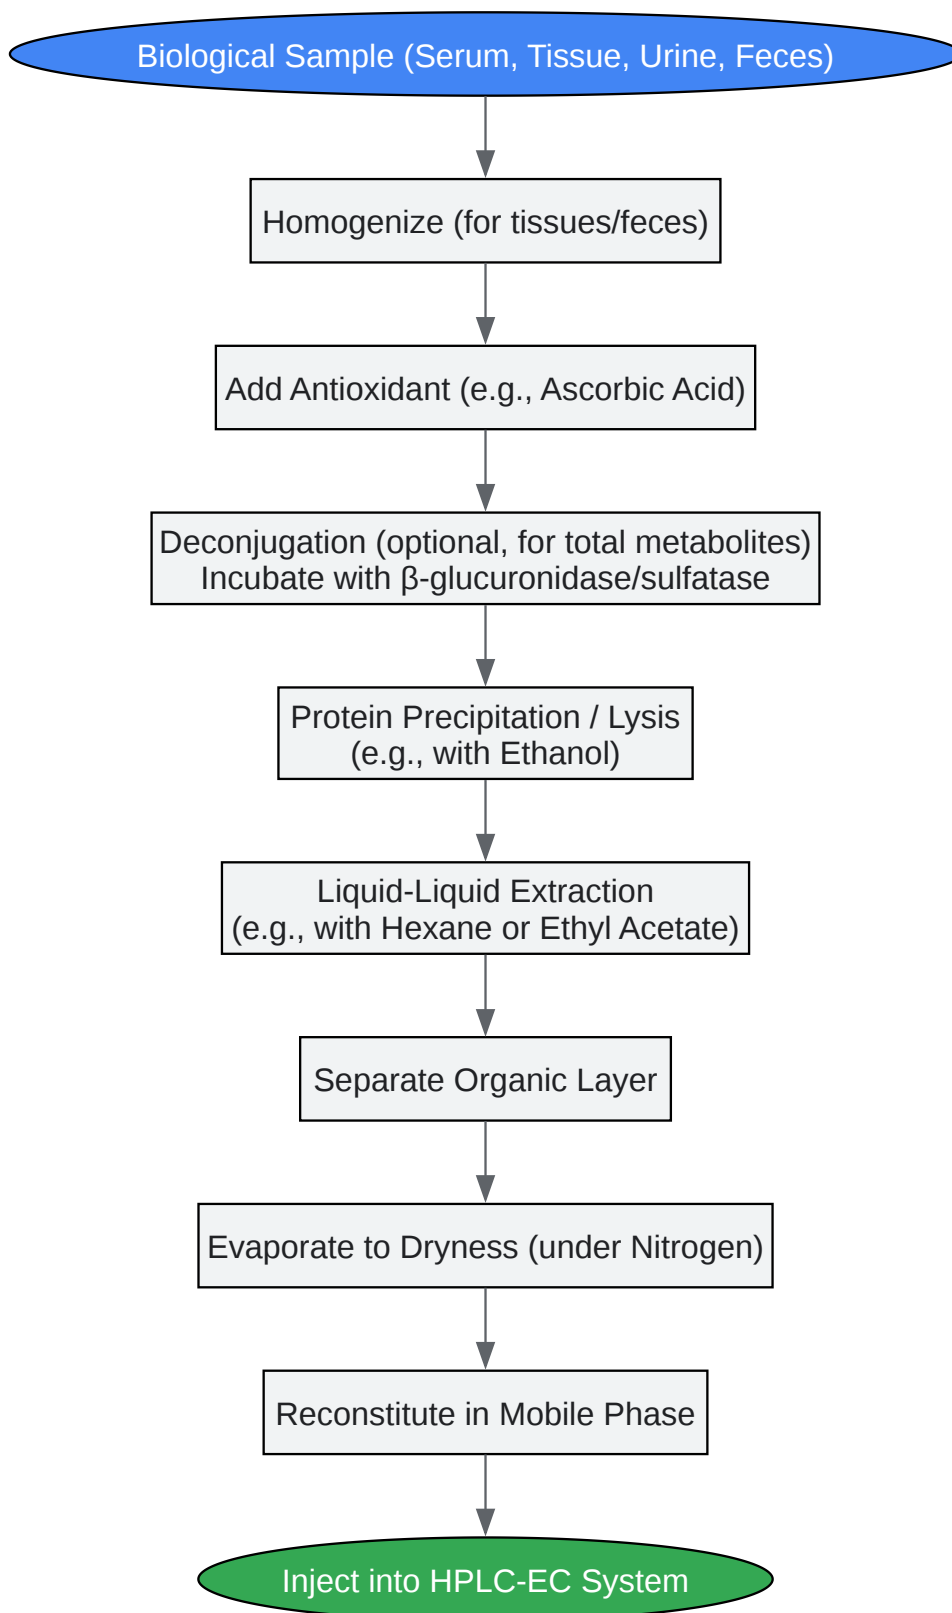 Biological Sample (Serum, Tissue, Urine, Feces)
Homogenize (for tissues/feces)
Add Antioxidant (e.g., Ascorbic Acid)
Deconjugation (optional, for total metabolites)
Incubate with β-glucuronidase/sulfatase
Protein Precipitation / Lysis
(e.g., with Ethanol)
Liquid-Liquid Extraction
(e.g., with Hexane or Ethyl Acetate)
Separate Organic Layer
Evaporate to Dryness (under Nitrogen)
Reconstitute in Mobile Phase
Inject into HPLC-EC System